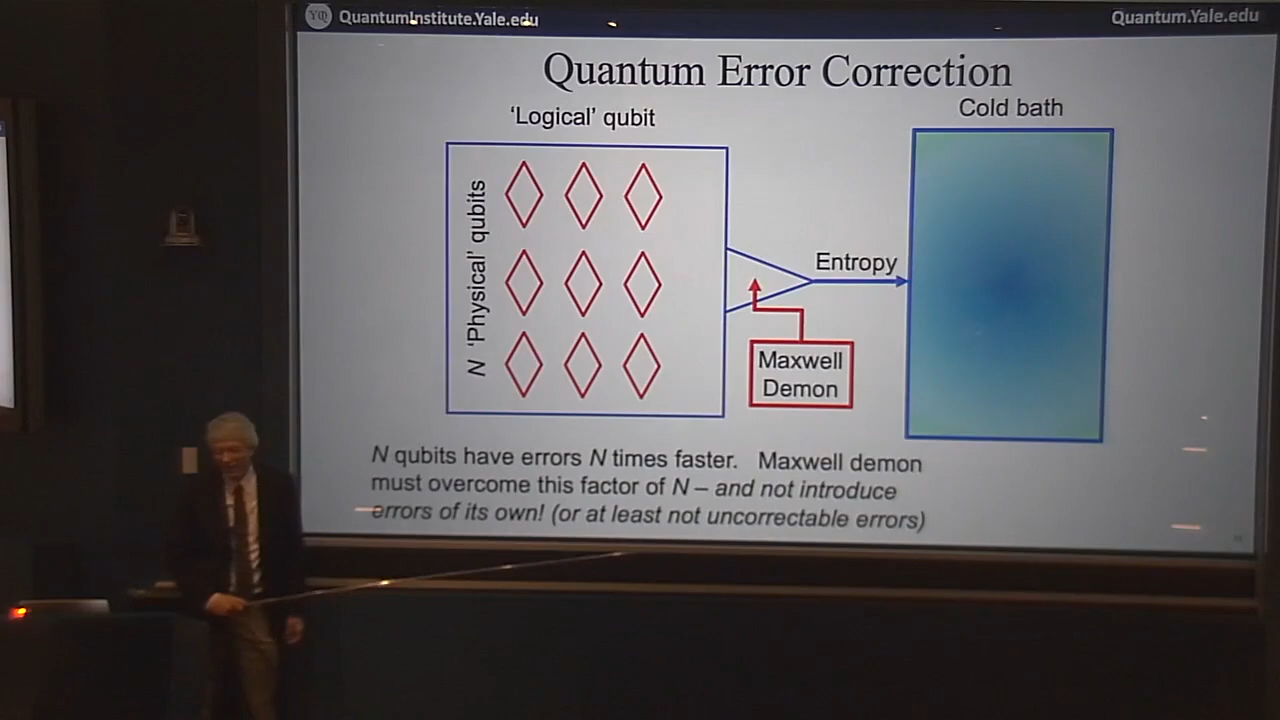 YQ
QuantumInstitute.Yale.edu
Quantum.Yale.edu
Quantum Error Correction
‘Logical’ qubit
Cold bath
N ‘Physical’ qubits
Entropy
Maxwell
Demon
N qubits have errors N times faster. Maxwell demon
must overcome this factor of N – and not introduce
errors of its own! (or at least not uncorrectable errors)